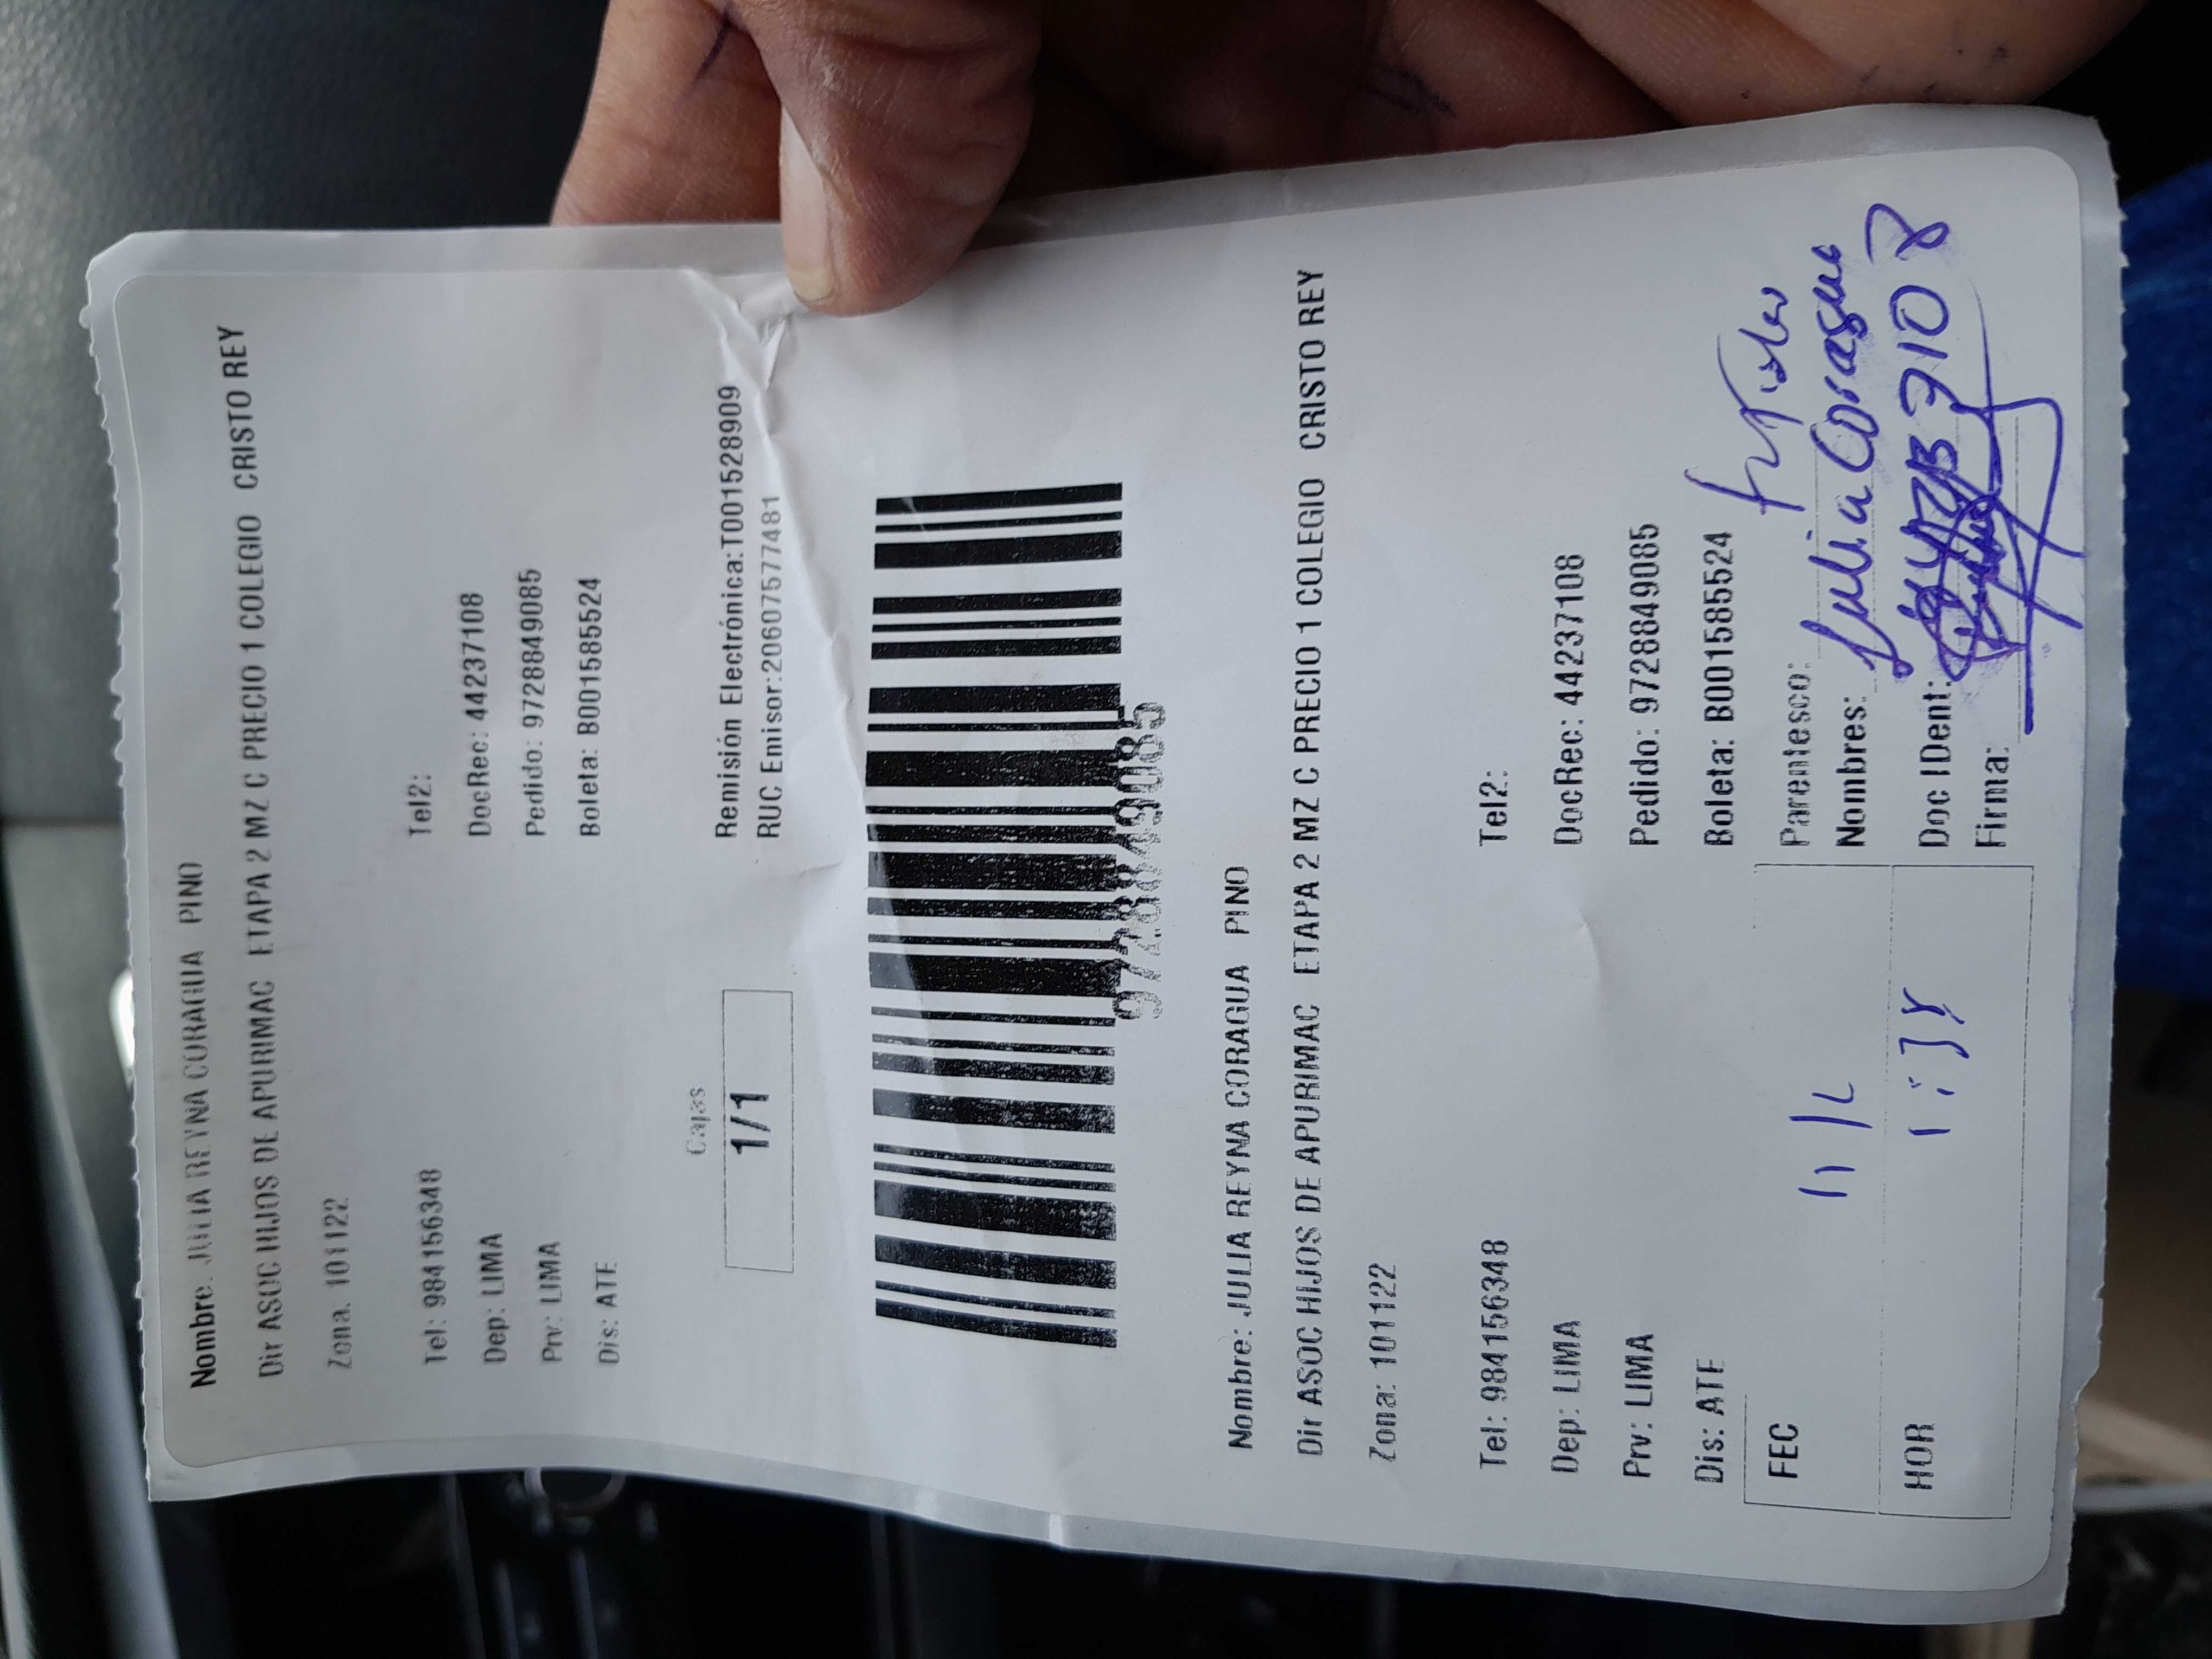 Nombre: JULIA REYNA CORAGUA PINO
Dir ASOC HIJOS DE APURIMAC ETAPA 2 MZ C PRECIO 1 COLEGIO CRISTO REY
Zona: 101122
Tel: 984156348 Tel2:
Dep: LIMA DocRec: 44237108
Prv: LIMA Pedido: 972884908​5
Dis: ATE Boleta: B001585524
Cajas
1/1
Remisión Electrónica:T001528909
RUC Emisor:20607577481
9728849085
Nombre: JULIA REYNA CORAGUA PINO
Dir ASOC HIJOS DE APURIMAC ETAPA 2 MZ C PRECIO 1 COLEGIO CRISTO REY
Zona: 101122
Tel: 984156348 Tel2:
Dep: LIMA DocRec: 44237108
Prv: LIMA Pedido: 9728849085
Dis: ATE Boleta: B001585524
FEC Parentesco:
Nombres: Julia Coragua
HOR Doc IDent: 44237108
Firma: